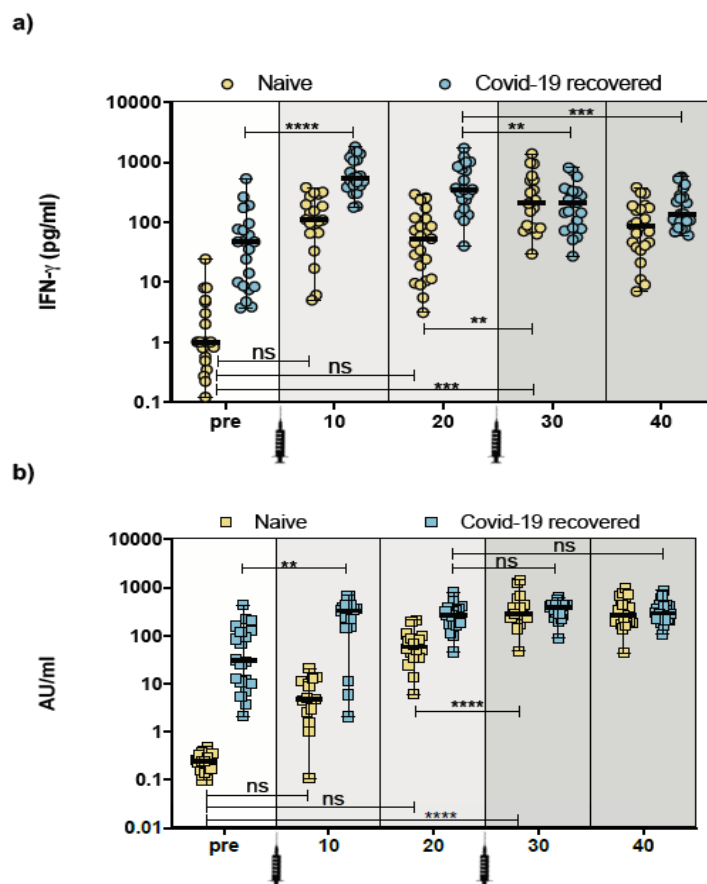 a)
Naive Covid-19 recovered
10000
1000
100
10
1
0.1
IFN-γ (pg/ml)
****
***
**
**
ns
ns
***
pre 10 20 30 40
b)
Naive Covid-19 recovered
10000
1000
100
10
1
0.1
0.01
AU/ml
**
ns
ns
****
ns
ns
****
pre 10 20 30 40